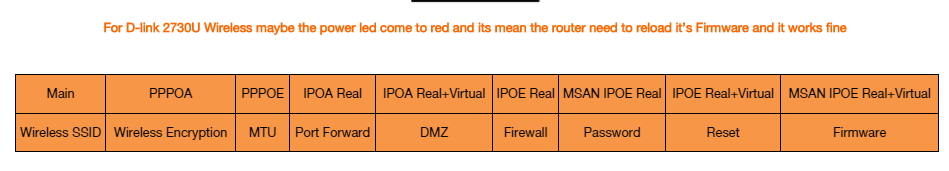 For D-link 2730U Wireless maybe the power led come to red and its mean the router need to reload it's Firmware and it works fine
Main PPPOA PPPOE IPOA Real IPOA Real+Virtual IPOE Real MSAN IPOE Real IPOE Real+Virtual MSAN IPOE Real+Virtual
Wireless SSID Wireless Encryption MTU Port Forward DMZ Firewall Password Reset Firmware